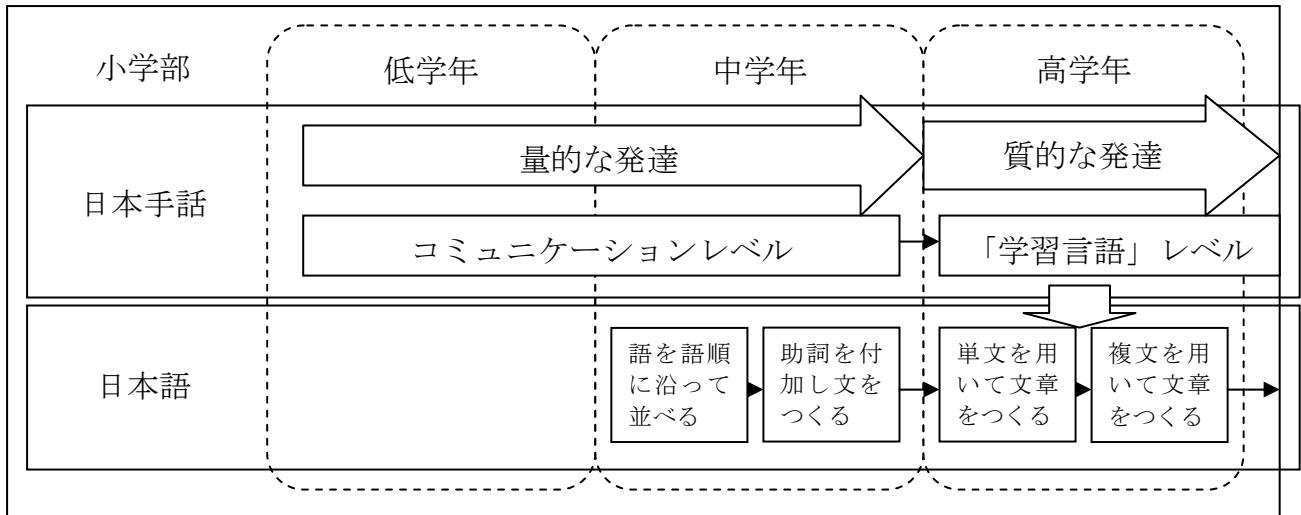 小学部
低学年
中学年
高学年
日本手話
量的な発達
質的な発達
コミュニケーションレベル
「学習言語」レベル
日本語
語を語順
に沿って
並べる
助詞を付
加し文を
つくる
単文を用
いて文章
をつくる
複文を用
いて文章
をつくる